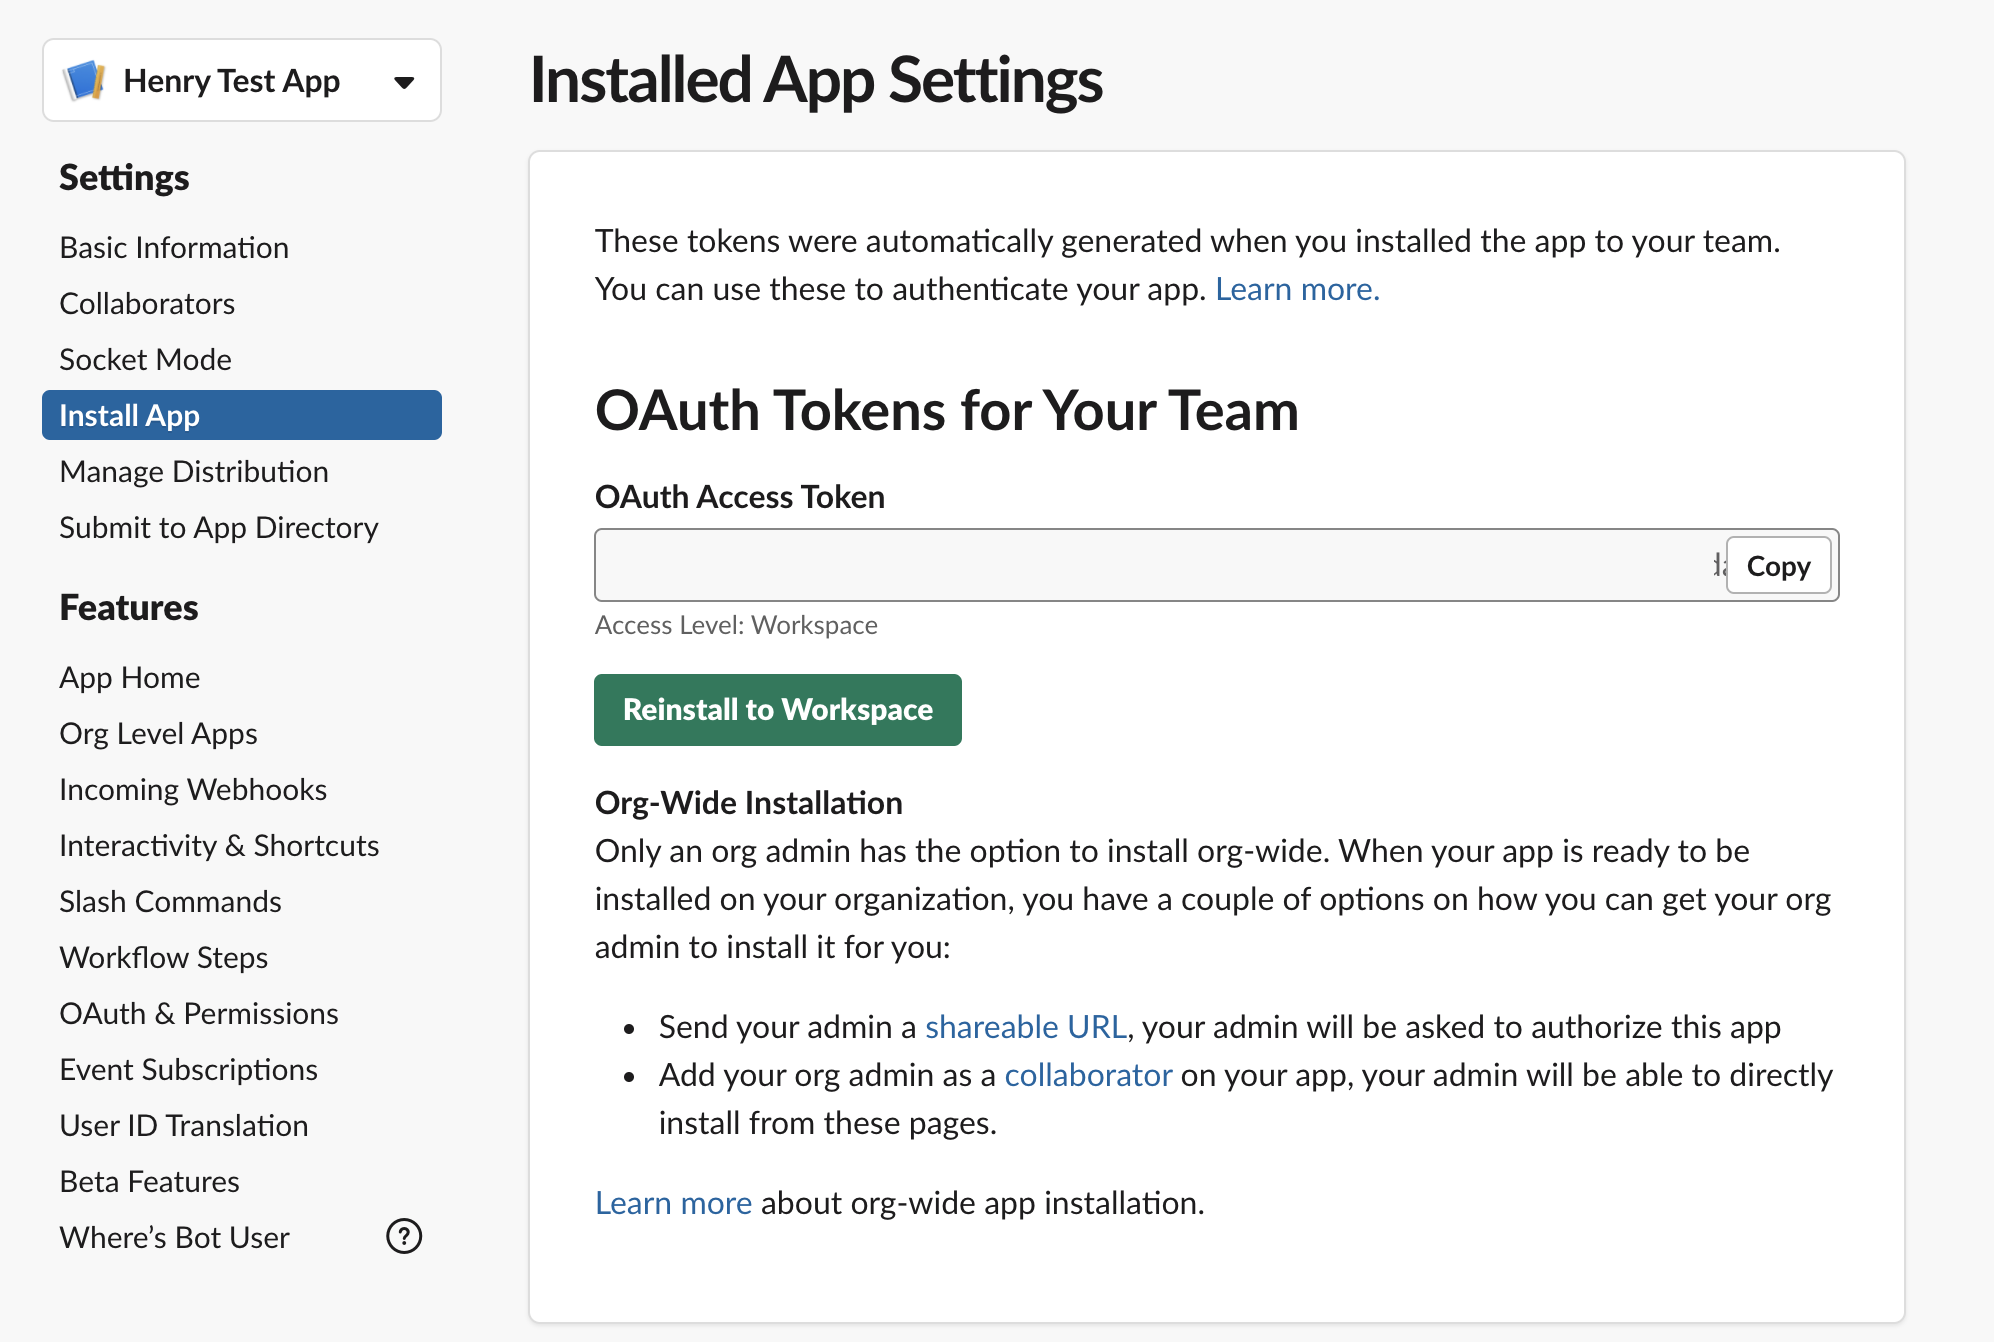 Henry Test App
Settings
Basic Information
Collaborators
Socket Mode
Install App
Manage Distribution
Submit to App Directory
Features
App Home
Org Level Apps
Incoming Webhooks
Interactivity & Shortcuts
Slash Commands
Workflow Steps
OAuth & Permissions
Event Subscriptions
User ID Translation
Beta Features
Where’s Bot User
?
Installed App Settings
These tokens were automatically generated when you installed the app to your team.
You can use these to authenticate your app. Learn more.
OAuth Tokens for Your Team
OAuth Access Token
Copy
Access Level: Workspace
Reinstall to Workspace
Org-Wide Installation
Only an org admin has the option to install org-wide. When your app is ready to be
installed on your organization, you have a couple of options on how you can get your org
admin to install it for you:
• Send your admin a shareable URL, your admin will be asked to authorize this app
• Add your org admin as a collaborator on your app, your admin will be able to directly
install from these pages.
Learn more about org-wide app installation.